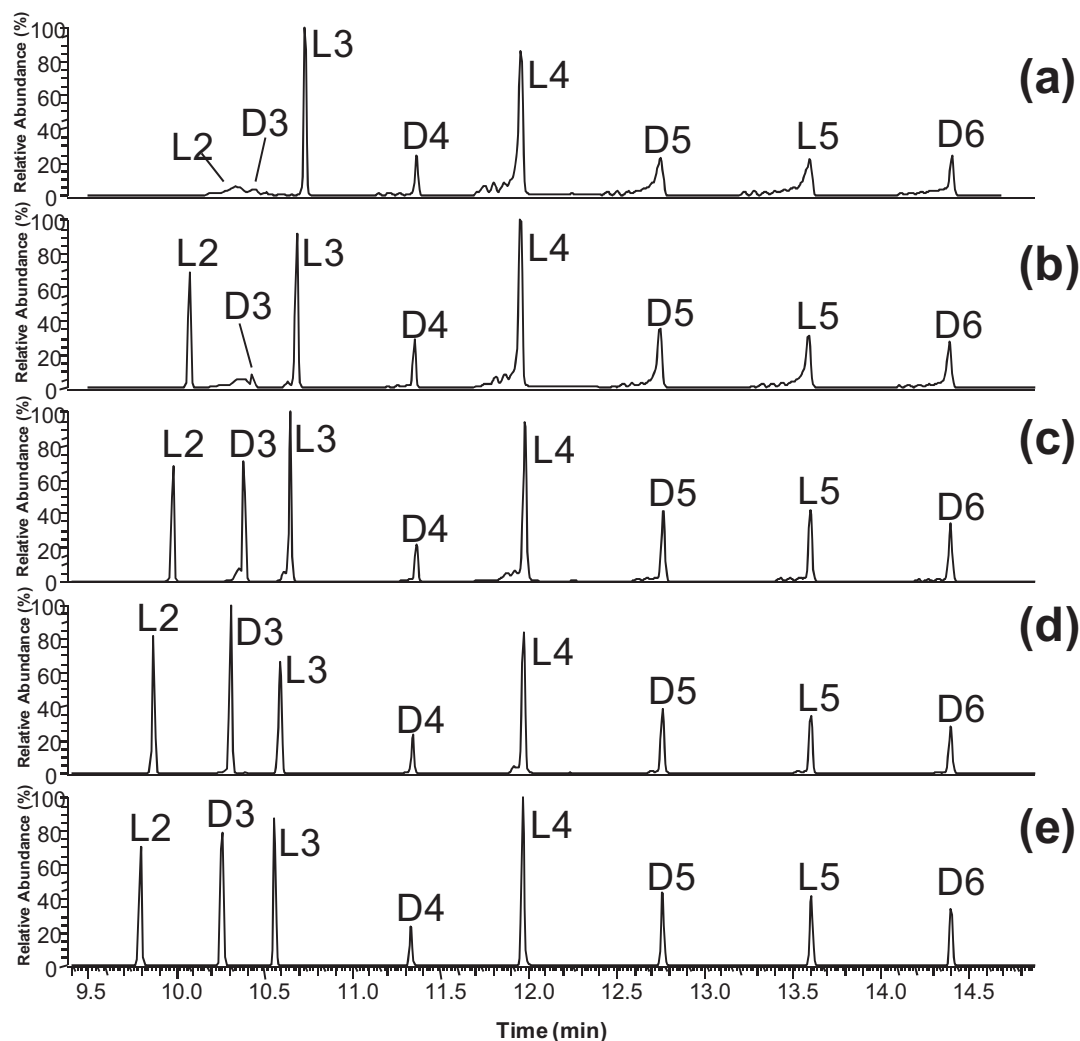 Relative Abundance (%)
100
80
60
40
20
0
L2
D3
L3
D4
L4
D5
L5
D6
(a)
Relative Abundance (%)
100
80
60
40
20
0
L2
D3
L3
D4
L4
D5
L5
D6
(b)
Relative Abundance (%)
100
80
60
40
20
0
L2
D3
L3
D4
L4
D5
L5
D6
(c)
Relative Abundance (%)
100
80
60
40
20
0
L2
D3
L3
D4
L4
D5
L5
D6
(d)
Relative Abundance (%)
100
80
60
40
20
0
L2
D3
L3
D4
L4
D5
L5
D6
(e)
9.5 10.0 10.5 11.0 11.5 12.0 12.5 13.0 13.5 14.0 14.5
Time (min)